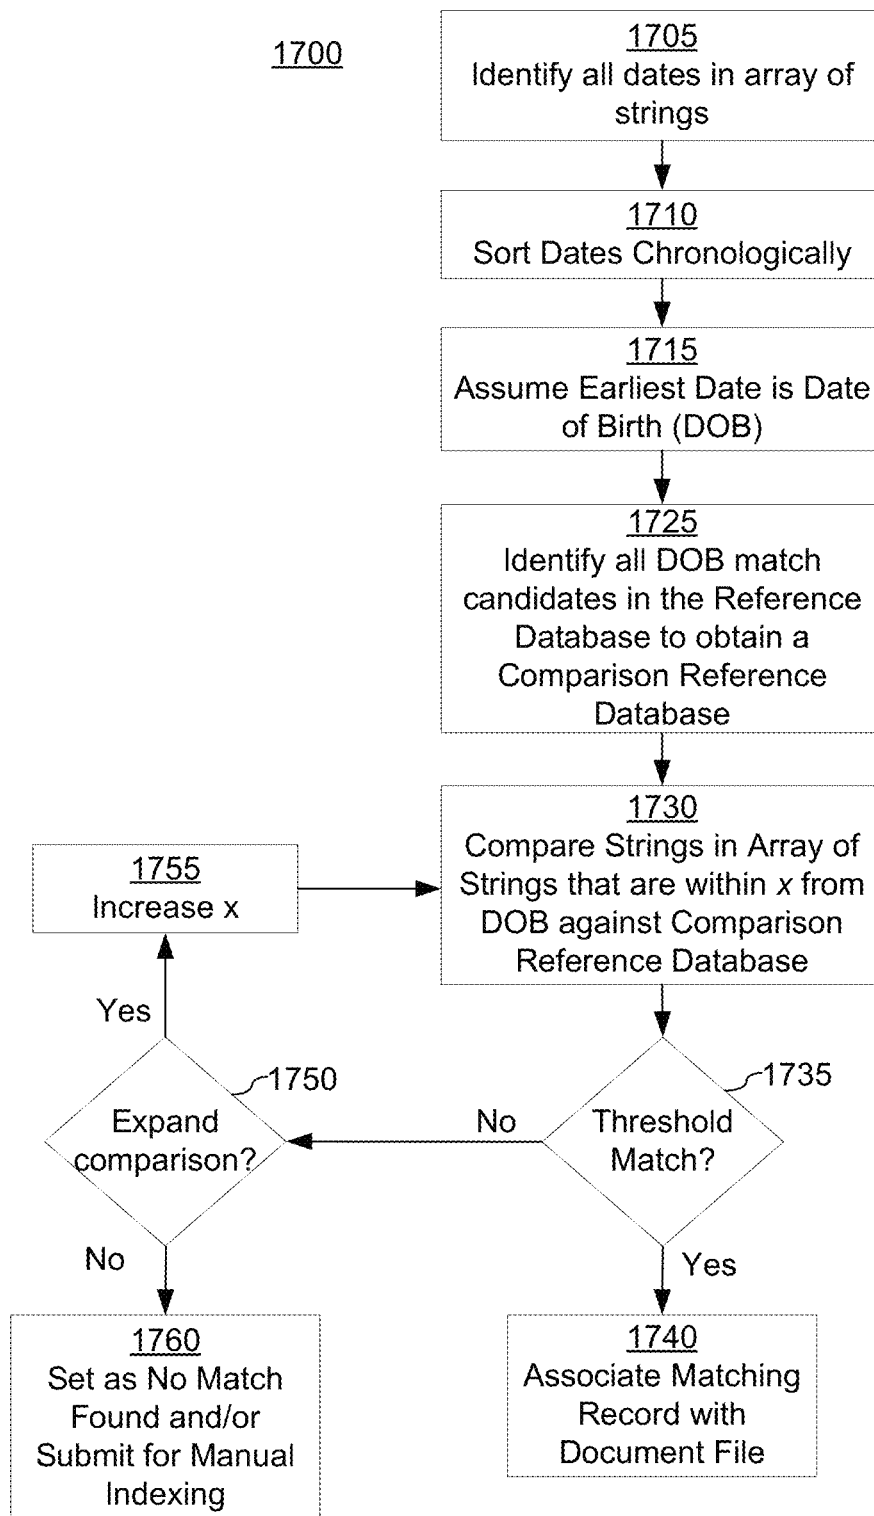 1700
1705
Identify all dates in array of
strings
1710
Sort Dates Chronologically
1715
Assume Earliest Date is Date
of Birth (DOB)
1725
Identify all DOB match
candidates in the Reference
Database to obtain a
Comparison Reference
Database
1730
Compare Strings in Array of
Strings that are within x from
DOB against Comparison
Reference Database
1755
Increase x
Yes
1750
Expand
comparison?
No
1735
Threshold
Match?
No
Yes
1760
Set as No Match
Found and/or
Submit for Manual
Indexing
1740
Associate Matching
Record with
Document File